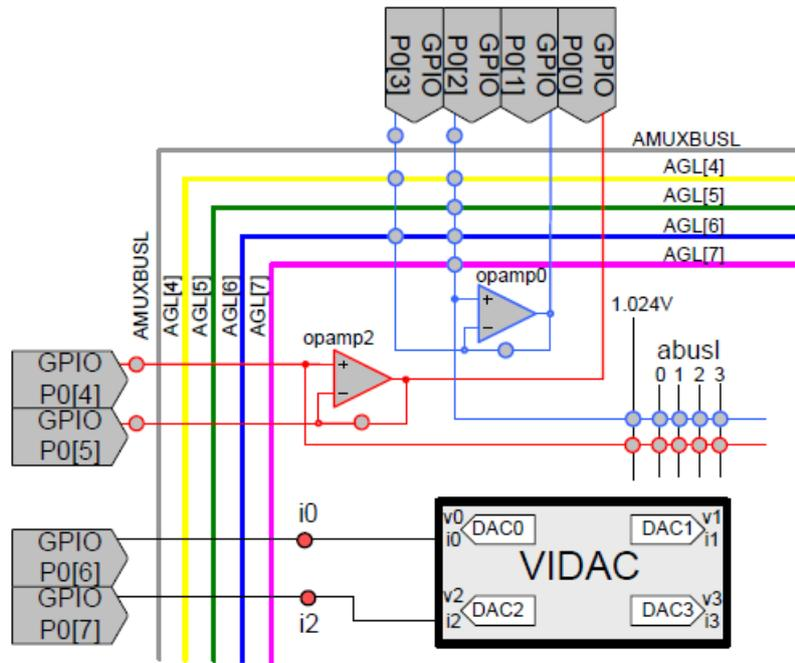 GPIO
P0[3]
GPIO
P0[2]
GPIO
P0[1]
GPIO
P0[0]
AMUXBUSL
AGL[4]
AGL[5]
AGL[6]
AGL[7]
AMUXBUSL
AGL[4]
AGL[5]
AGL[6]
AGL[7]
opamp0
+
−
1.024V
abusl
0 1 2 3
opamp2
+
−
GPIO
P0[4]
GPIO
P0[5]
GPIO
P0[6]
GPIO
P0[7]
i0
i2
v0
i0
DAC0
DAC1
v1
i1
VIDAC
v2
i2
DAC2
DAC3
v3
i3